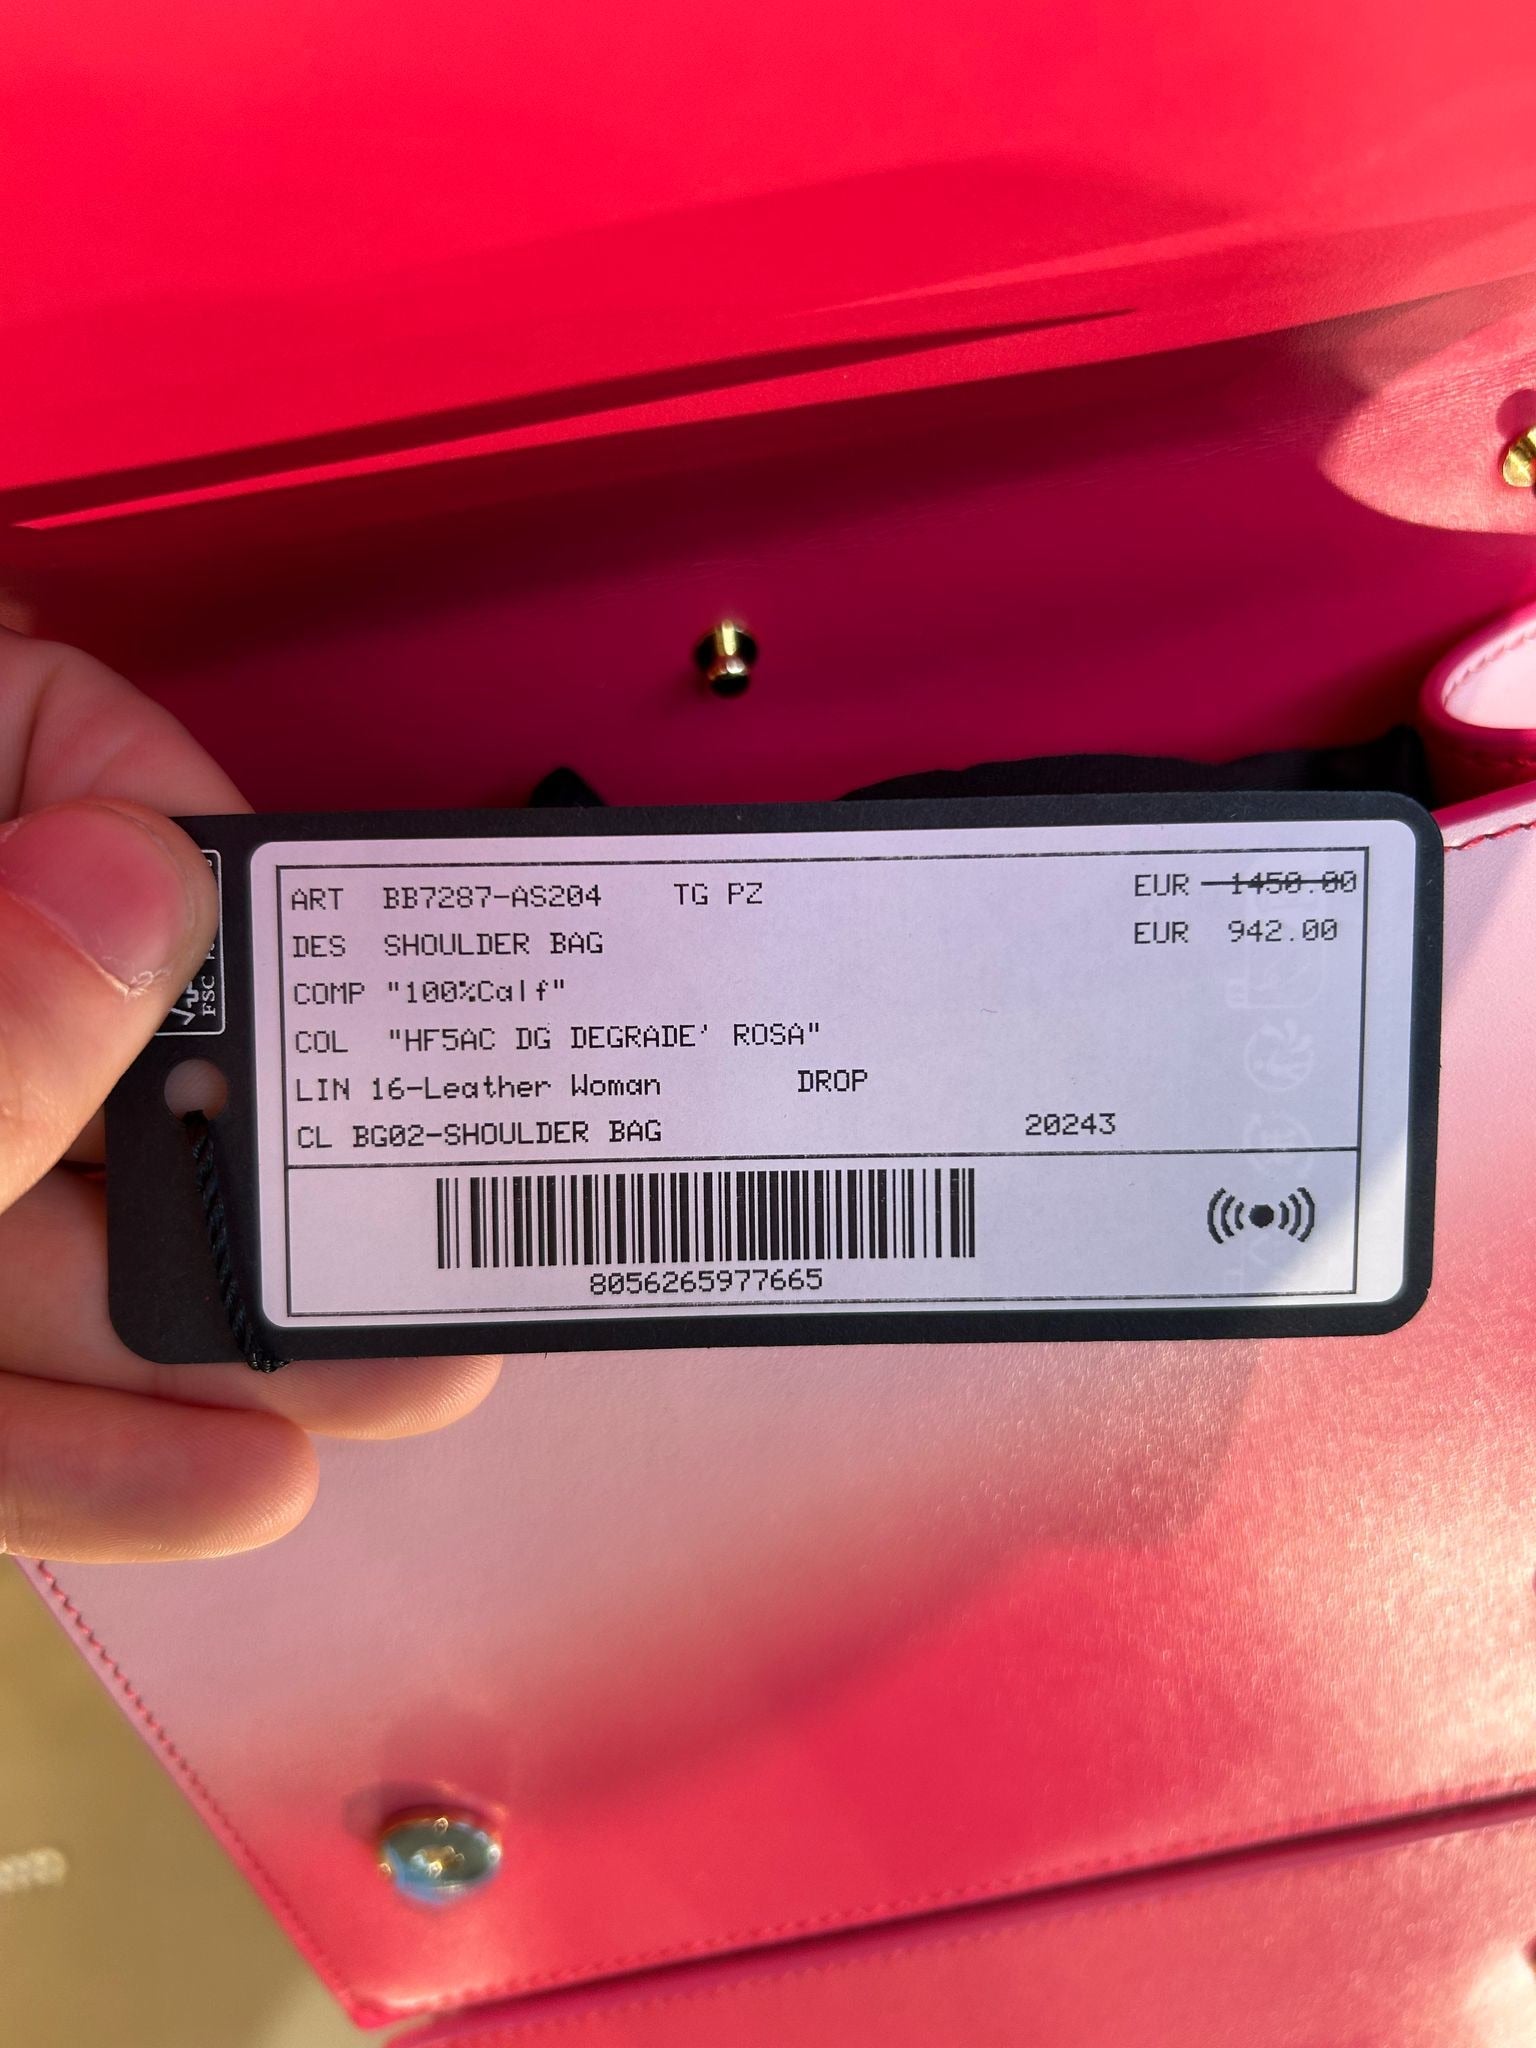 ART BB7287-AS204 TG PZ EUR 1450.00
DES SHOULDER BAG EUR 942.00
COMP "100%Calf"
COL "HF5AC DG DEGRADE' ROSA"
LIN 16-Leather Woman DROP
CL BG02-SHOULDER BAG 20243
8056265977665
FSC